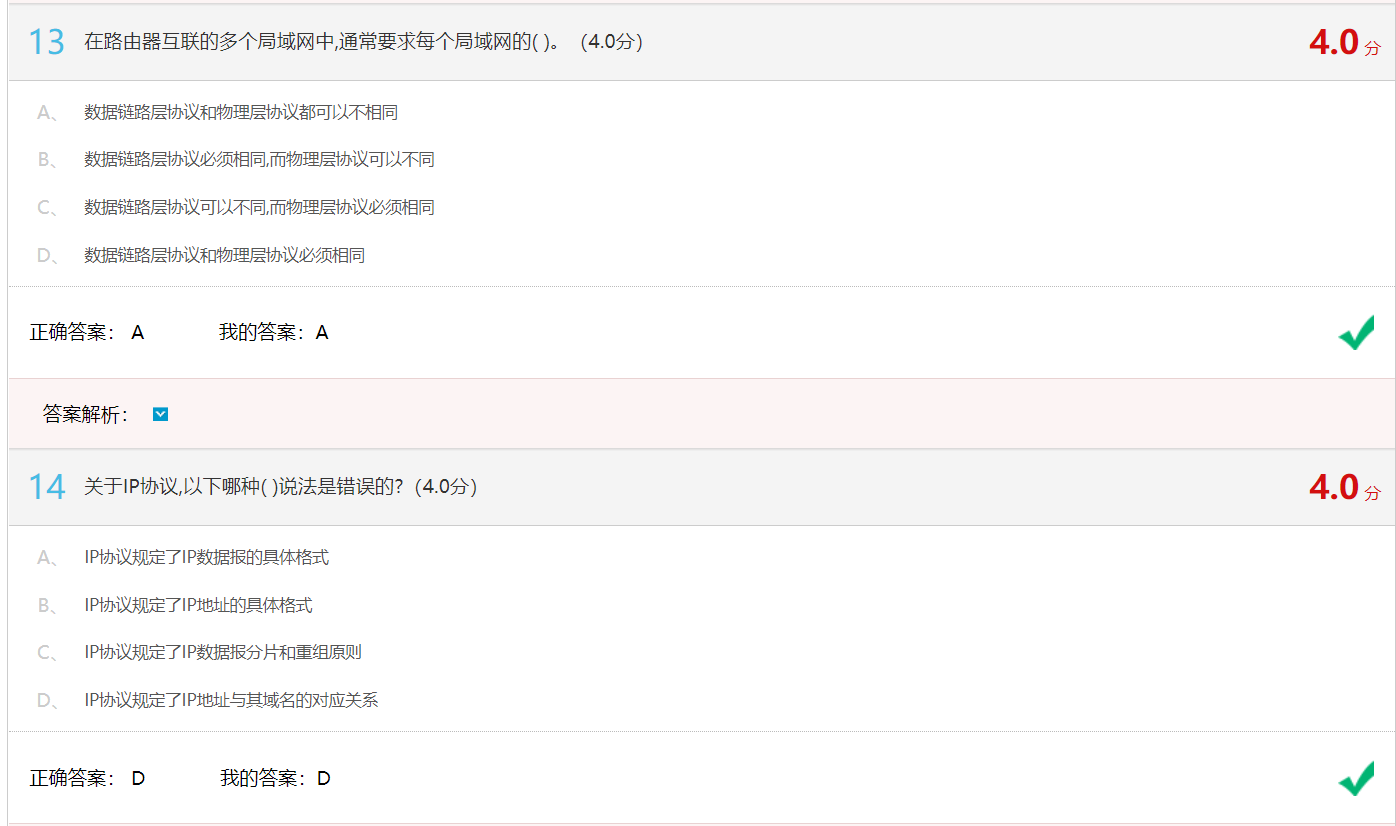 13 在路由器互联的多个局域网中,通常要求每个局域网的( )。（4.0分） 4.0 分
A、 数据链路层协议和物理层协议都可以不相同
B、 数据链路层协议必须相同,而物理层协议可以不同
C、 数据链路层协议可以不同,而物理层协议必须相同
D、 数据链路层协议和物理层协议必须相同
正确答案： A 我的答案：A
答案解析：
14 关于IP协议,以下哪种( )说法是错误的?（4.0分） 4.0 分
A、 IP协议规定了IP数据报的具体格式
B、 IP协议规定了IP地址的具体格式
C、 IP协议规定了IP数据报分片和重组原则
D、 IP协议规定了IP地址与其域名的对应关系
正确答案： D 我的答案：D